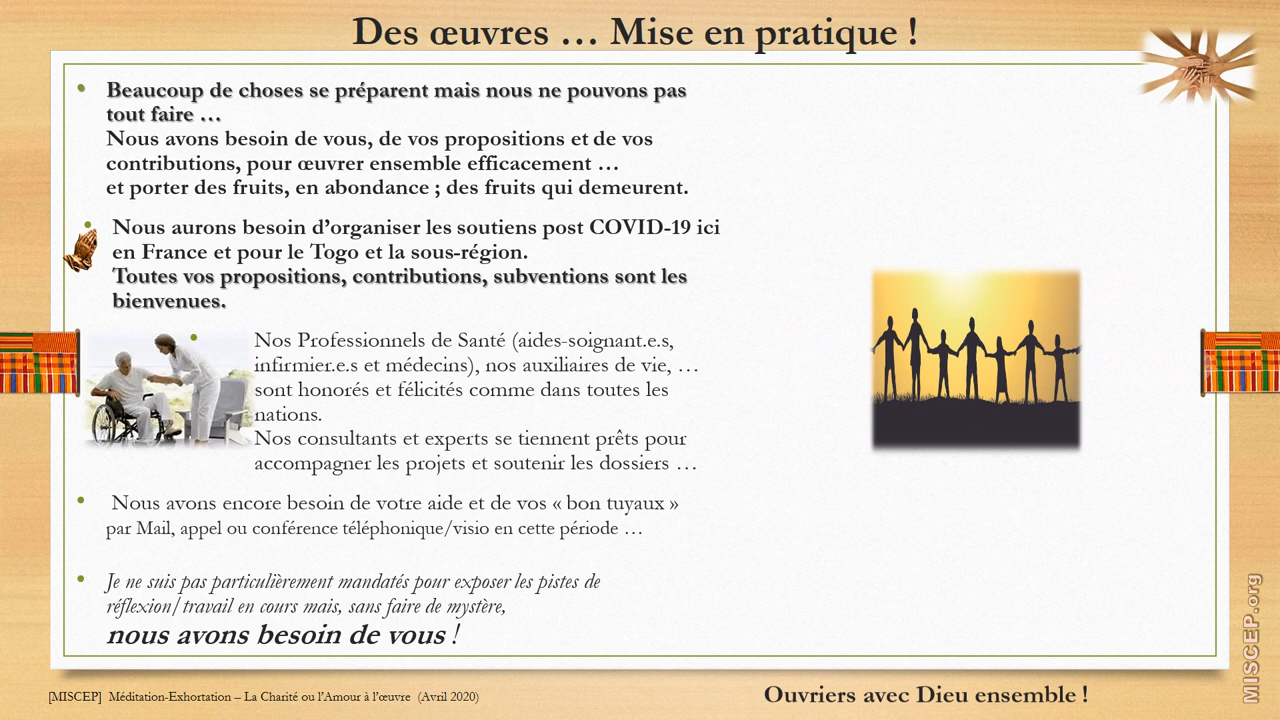 Des œuvres … Mise en pratique !
Beaucoup de choses se préparent mais nous ne pouvons pas
tout faire …
Nous avons besoin de vous, de vos propositions et de vos
contributions, pour œuvrer ensemble efficacement …
et porter des fruits, en abondance ; des fruits qui demeurent.
Nous aurons besoin d’organiser les soutiens post COVID-19 ici
en France et pour le Togo et la sous-région.
Toutes vos propositions, contributions, subventions sont les
bienvenues.
Nos Professionnels de Santé (aides-soignant.e.s,
infirmier.e.s et médecins), nos auxiliaires de vie, …
sont honorés et félicités comme dans toutes les
nations.
Nos consultants et experts se tiennent prêts pour
accompagner les projets et soutenir les dossiers …
Nous avons encore besoin de votre aide et de vos « bon tuyaux »
par Mail, appel ou conférence téléphonique/visio en cette période …
Je ne suis pas particulièrement mandatés pour exposer les pistes de
réflexion/travail en cours mais, sans faire de mystère,
nous avons besoin de vous !
[MISCEP] Méditation-Exhortation – La Charité ou l’Amour à l’œuvre (Avril 2020)
Ouvriers avec Dieu ensemble !
MISCEP.org